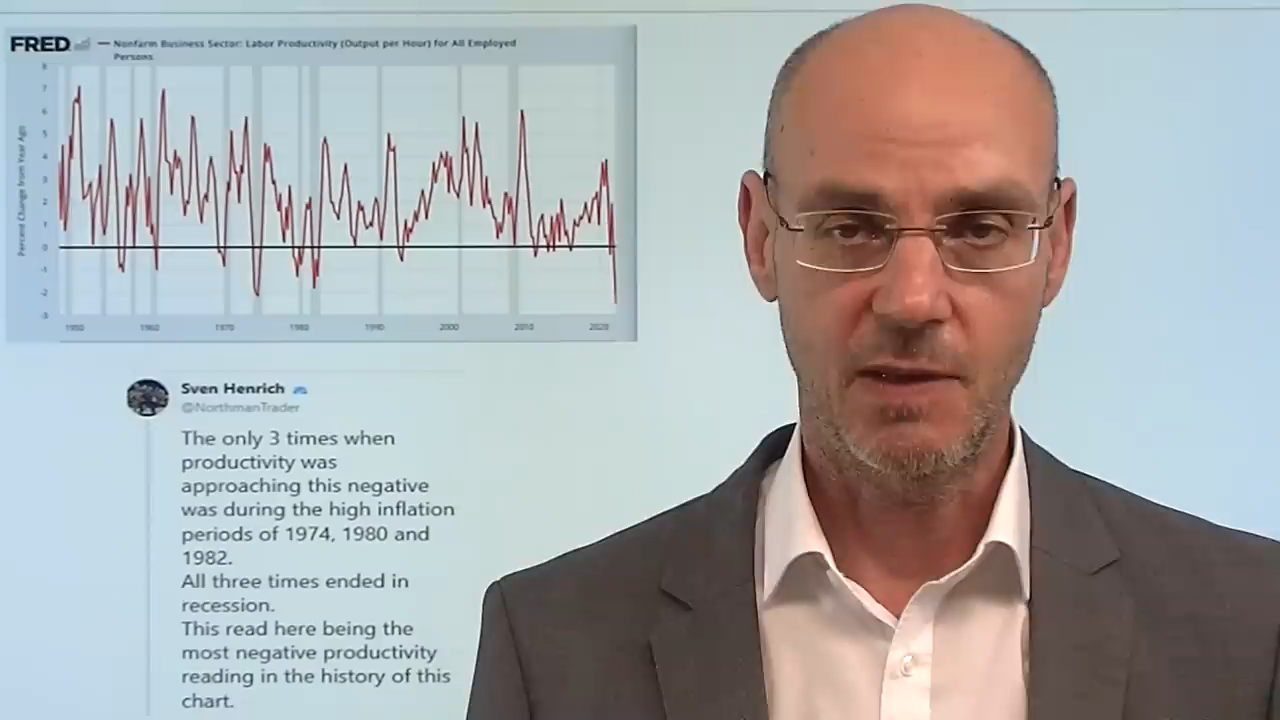 FRED — Nonfarm Business Sector: Labor Productivity (Output per Hour) for All Employed
Persons
Percent Change from Year Ago
8
7
6
5
4
3
2
1
0
-1
-2
-3
1950 1960 1970 1980 1990 2000 2010 2020
Sven Henrich
@NorthmanTrader
The only 3 times when
productivity was
approaching this negative
was during the high inflation
periods of 1974, 1980 and
1982.
All three times ended in
recession.
This read here being the
most negative productivity
reading in the history of this
chart.